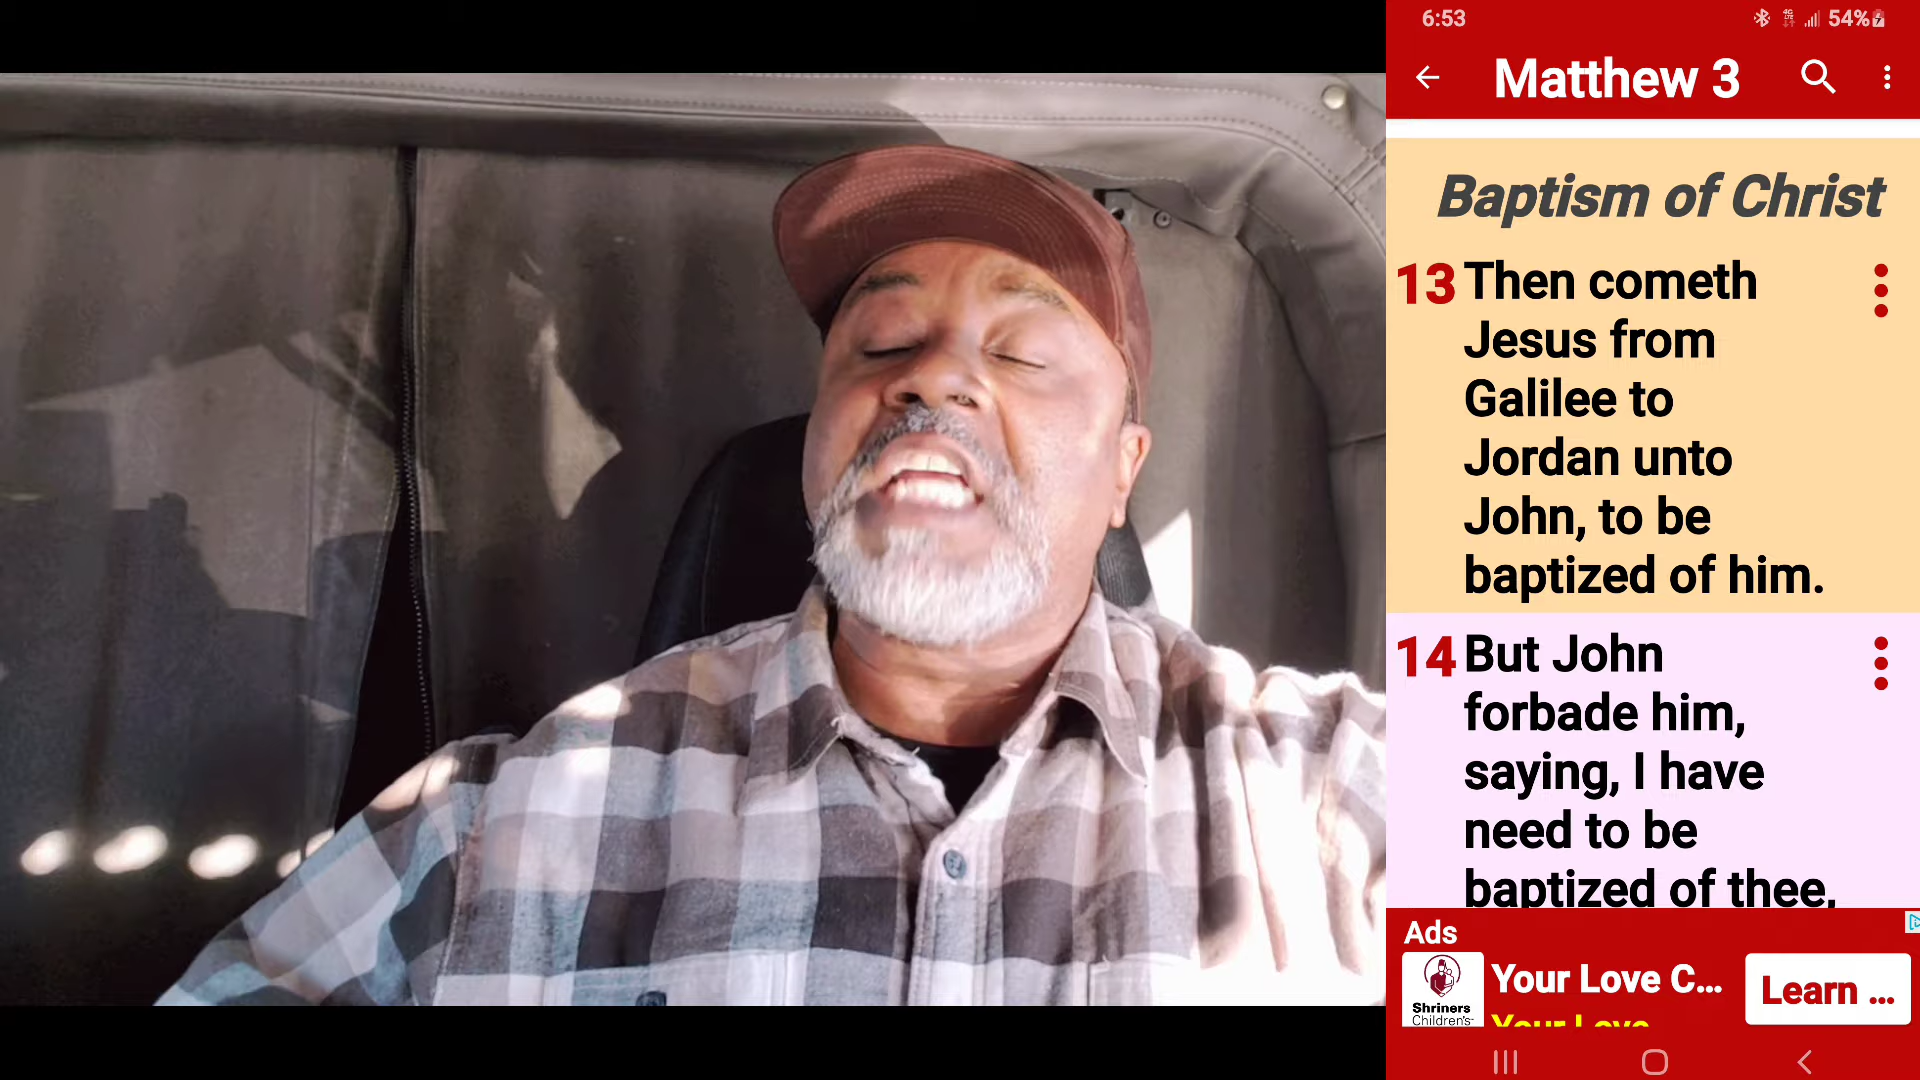 6:53
54%
Matthew 3
Baptism of Christ
13 Then cometh
Jesus from
Galilee to
Jordan unto
John, to be
baptized of him.
14 But John
forbade him,
saying, I have
need to be
baptized of thee,
Ads
Shriners
Children's
Your Love C...
Your Love
Learn ...